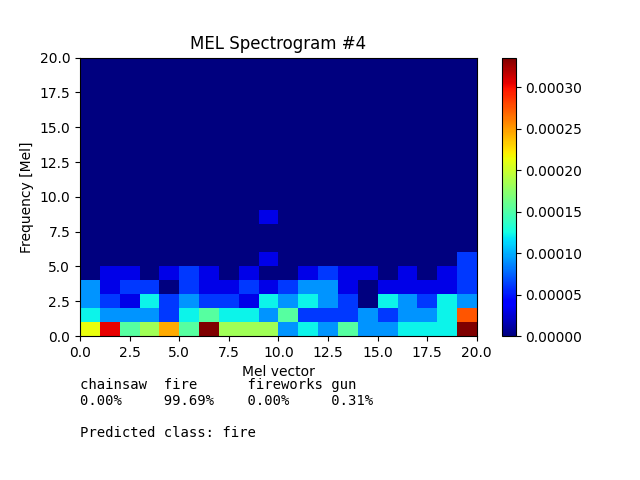 MEL Spectrogram #4
20.0
17.5
15.0
12.5
10.0
7.5
5.0
2.5
0.0
Frequency [Mel]
0.0 2.5 5.0 7.5 10.0 12.5 15.0 17.5 20.0
Mel vector
0.00030
0.00025
0.00020
0.00015
0.00010
0.00005
0.00000
chainsaw fire fireworks gun
0.00% 99.69% 0.00% 0.31%
Predicted class: fire